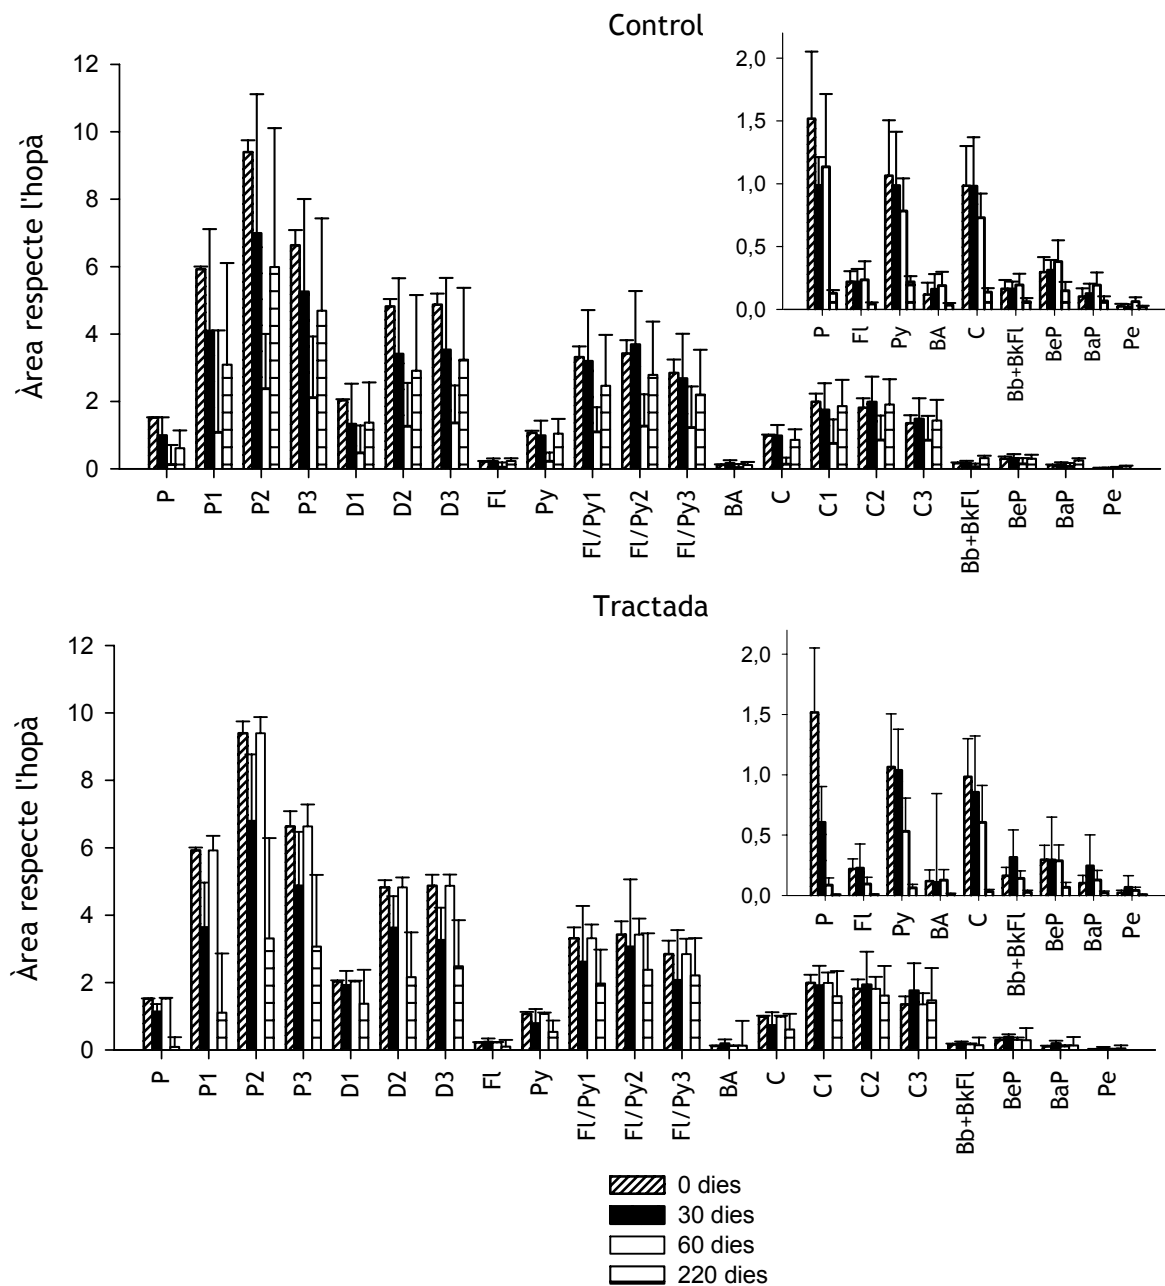 Control
Àrea respecte l'hopà
12
10
8
6
4
2
0
P P1 P2 P3 D1 D2 D3 Fl Py Fl/Py1 Fl/Py2 Fl/Py3 BA C C1 C2 C3 Bb+BkFl BeP BaP Pe
2,0
1,5
1,0
0,5
0,0
P Fl Py BA C Bb+BkFl BeP BaP Pe
Tractada
Àrea respecte l'hopà
12
10
8
6
4
2
0
P P1 P2 P3 D1 D2 D3 Fl Py Fl/Py1 Fl/Py2 Fl/Py3 BA C C1 C2 C3 Bb+BkFl BeP BaP Pe
2,0
1,5
1,0
0,5
0,0
P Fl Py BA C Bb+BkFl BeP BaP Pe
0 dies
30 dies
60 dies
220 dies